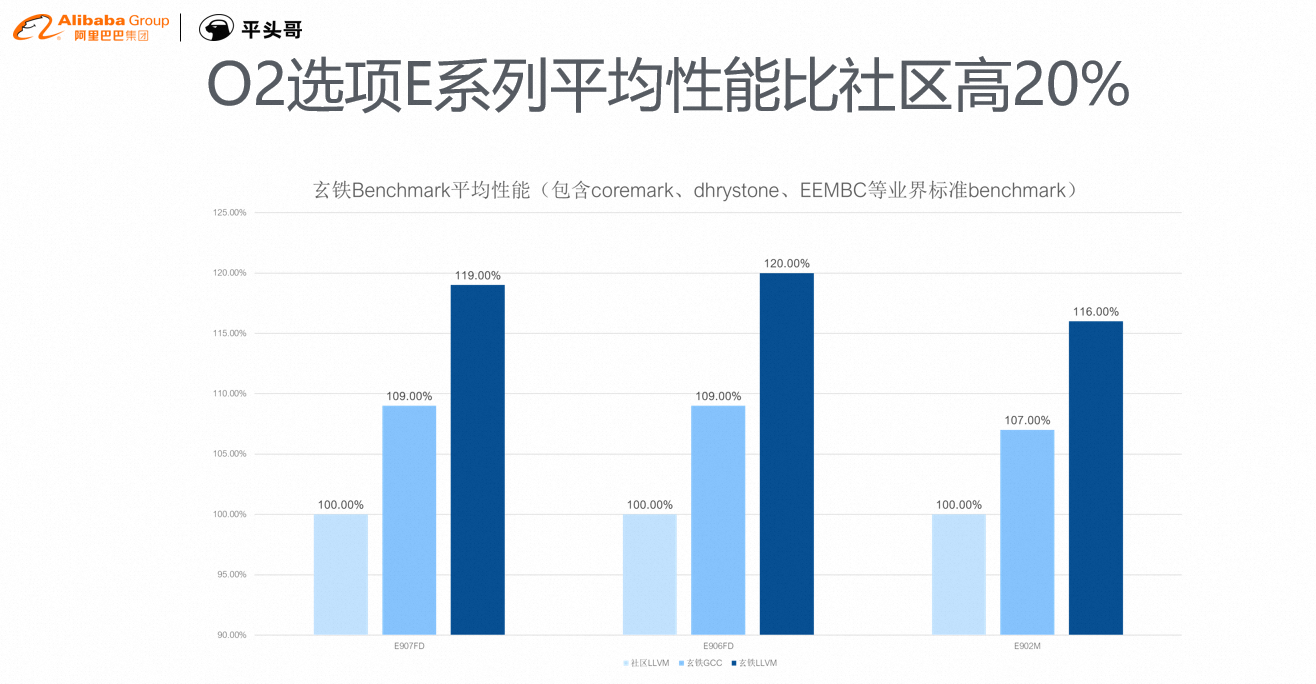 Alibaba Group
阿里巴巴集团
平头哥
O2选项E系列平均性能比社区高20%
玄铁Benchmark平均性能（包含coremark、dhrystone、EEMBC等业界标准benchmark）
125.00%
120.00%
115.00%
110.00%
105.00%
100.00%
95.00%
90.00%
100.00%
109.00%
119.00%
100.00%
109.00%
120.00%
100.00%
107.00%
116.00%
E907FD
E906FD
E902M
社区LLVM 玄铁GCC 玄铁LLVM